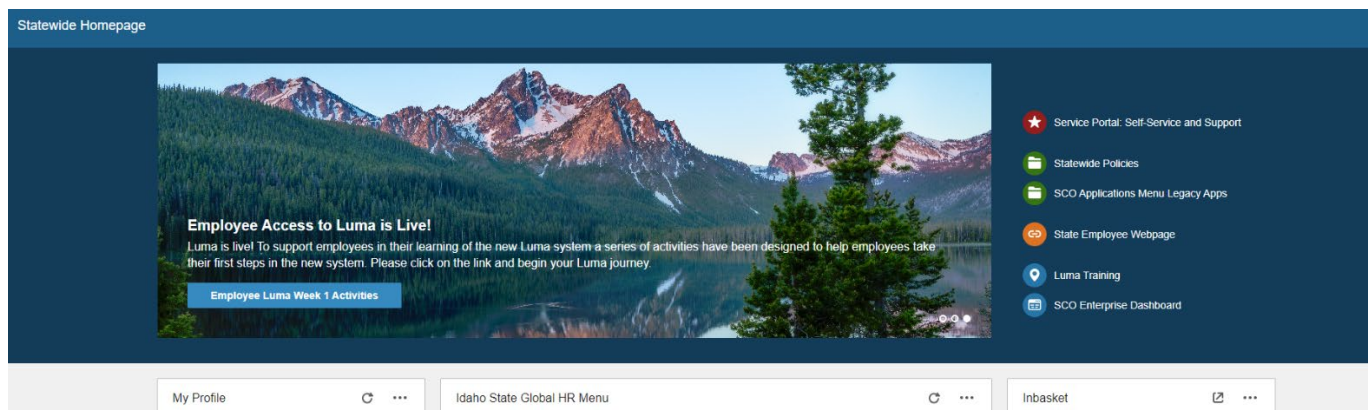 Statewide Homepage
Employee Access to Luma is Live!
Luma is live! To support employees in their learning of the new Luma system a series of activities have been designed to help employees take
their first steps in the new system. Please click on the link and begin your Luma journey.
Employee Luma Week 1 Activities
Service Portal: Self-Service and Support
Statewide Policies
SCO Applications Menu Legacy Apps
State Employee Webpage
Luma Training
SCO Enterprise Dashboard
My Profile
Idaho State Global HR Menu
Inbasket